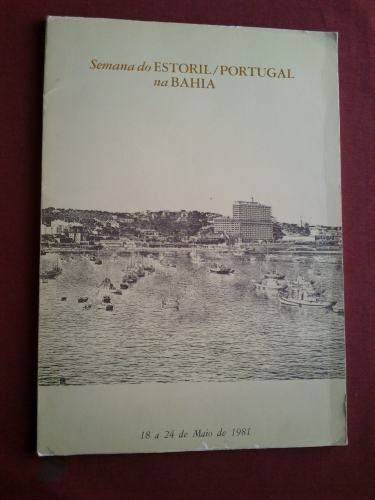 Semana do ESTORIL/PORTUGAL
na BAHIA
18 a 24 de Maio de 1981